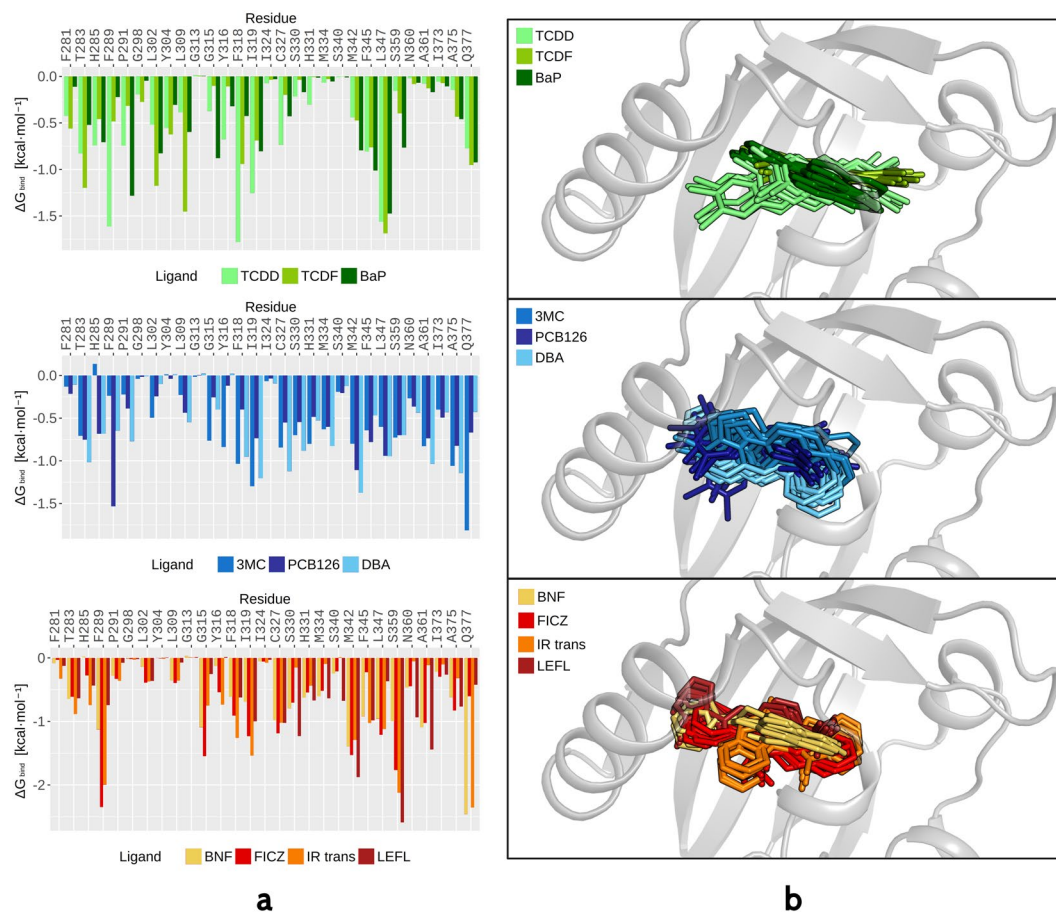 a
b
Residue
F281 T283 H285 F289 P291 G298 L302 Y304 L309 G313 G315 Y316 F318 I319 I324 C327 S330 H331 M334 S340 M342 F345 L347 S359 N360 A361 I373 A375 Q377
0.0
-0.5
-1.0
-1.5
ΔG bind [kcal·mol⁻¹]
Ligand TCDD TCDF BaP
Residue
F281 T283 H285 F289 P291 G298 L302 Y304 L309 G313 G315 Y316 F318 I319 I324 C327 S330 H331 M334 S340 M342 F345 L347 S359 N360 A361 I373 A375 Q377
0.0
-0.5
-1.0
-1.5
ΔG bind [kcal·mol⁻¹]
Ligand 3MC PCB126 DBA
Residue
F281 T283 H285 F289 P291 G298 L302 Y304 L309 G313 G315 Y316 F318 I319 I324 C327 S330 H331 M334 S340 M342 F345 L347 S359 N360 A361 I373 A375 Q377
0
-1
-2
ΔG bind [kcal·mol⁻¹]
Ligand BNF FICZ IR trans LEFL
a
TCDD
TCDF
BaP
3MC
PCB126
DBA
BNF
FICZ
IR trans
LEFL
b